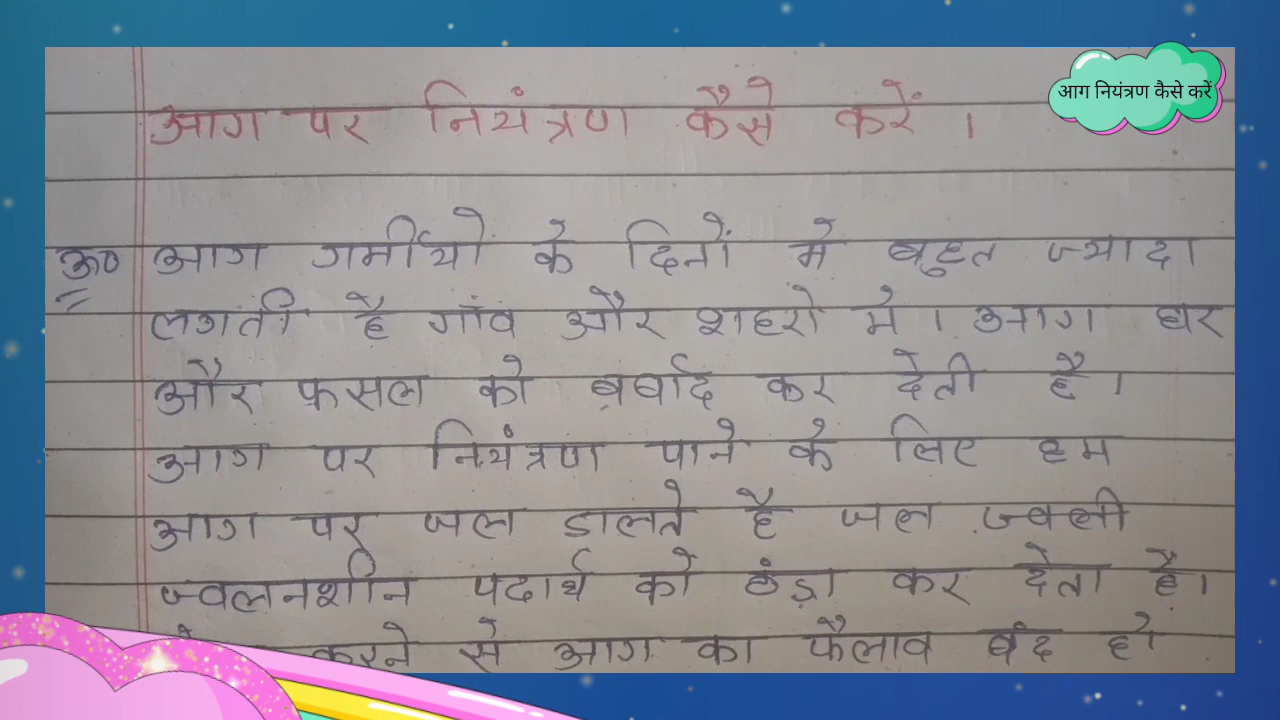 आग नियंत्रण कैसे करें
आग पर नियंत्रण कैसे करें ।
उ० आग गर्मीयो के दिनों मे बहुत ज्यादा
लगती है गाँव और शहरो मे । आग घर
और फ़सल को बर्बाद कर देती है ।
आग पर नियंत्रण पाने के लिए हम
आग पर जल डालते है जल ज्वली
ज्वलनशीन पदार्थ को ठंड़ा कर देता है ।
करने से आग का फैलाव बंद हो